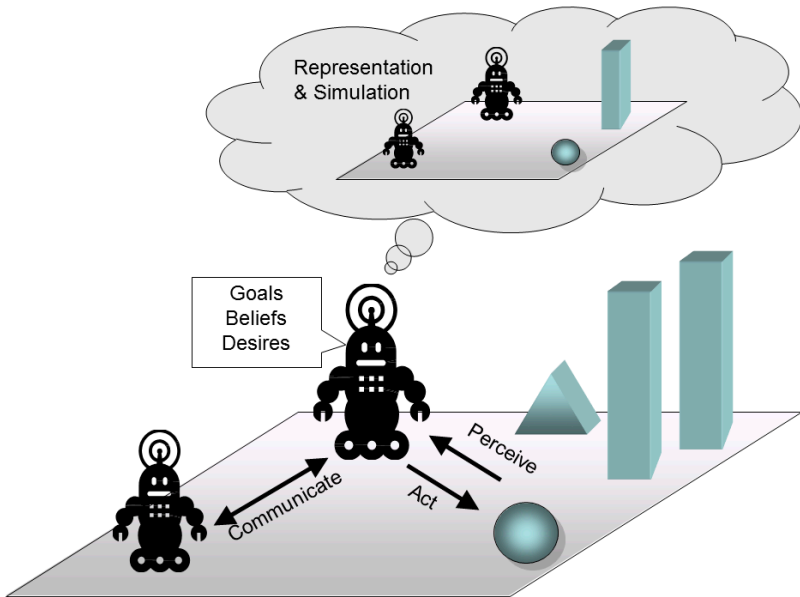 Representation
& Simulation
Goals
Beliefs
Desires
Perceive
Act
Communicate